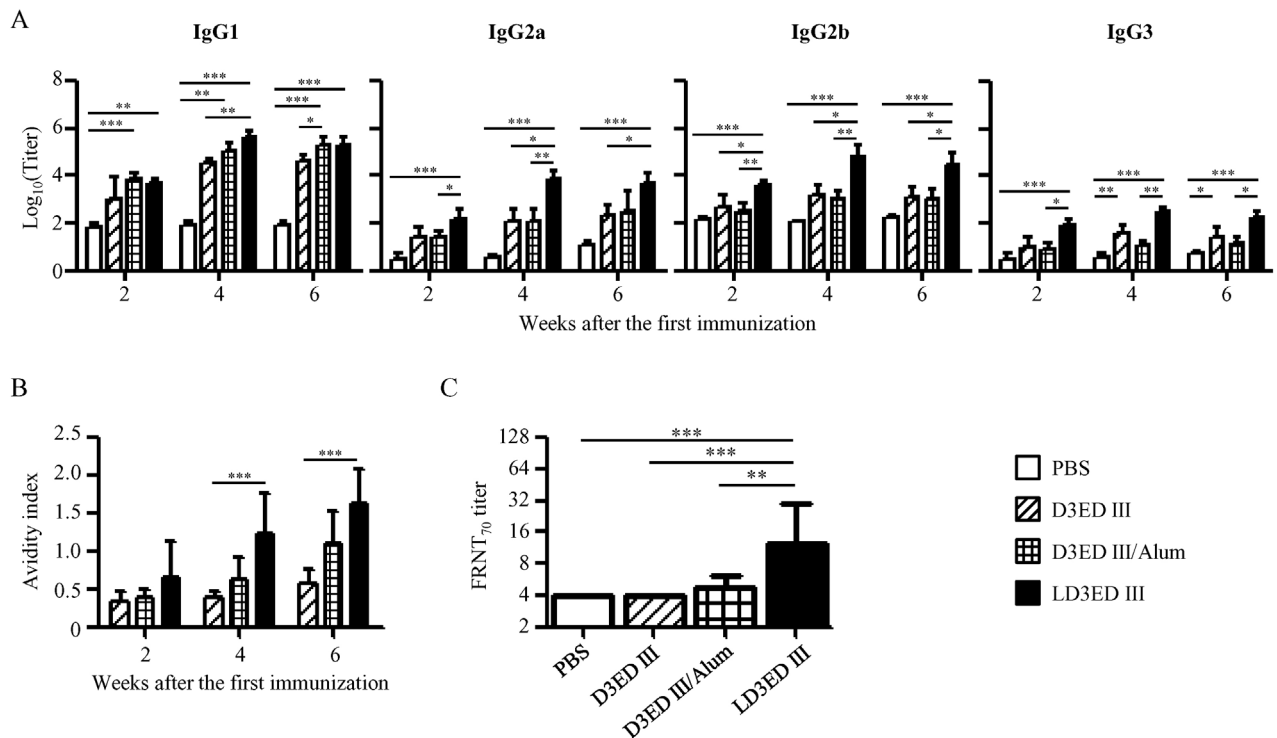 A
IgG1 IgG2a IgG2b IgG3
Log10(Titer)
8
6
4
2
0
** *** *** ** ** *** *** *
*** * *** * ** *** *
*** * ** *** * ** *** * *
*** * *** ** ** *** * *
2 4 6 2 4 6 2 4 6 2 4 6
Weeks after the first immunization
B
Avidity index
2.5
2.0
1.5
1.0
0.5
0
*** ***
2 4 6
Weeks after the first immunization
C
FRNT70 titer
128
64
32
16
8
4
2
***
***
**
PBS D3ED III D3ED III/Alum LD3ED III
PBS
D3ED III
D3ED III/Alum
LD3ED III